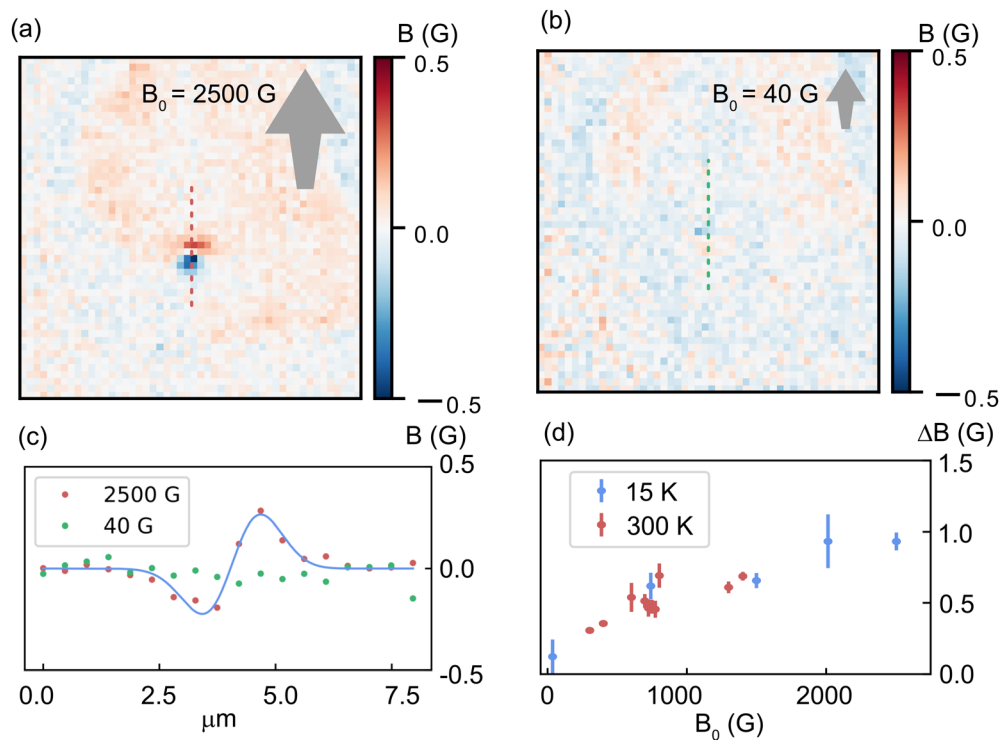 (a)
B (G)
B₀ = 2500 G
0.5
0.0
— 0.5
(b)
B (G)
B₀ = 40 G
0.5
0.0
— 0.5
(c)
B (G)
2500 G
40 G
0.5
0.0
-0.5
0.0 2.5 5.0 7.5
μm
(d)
ΔB (G)
15 K
300 K
1.5
1.0
0.5
0.0
0 1000 2000
B₀ (G)